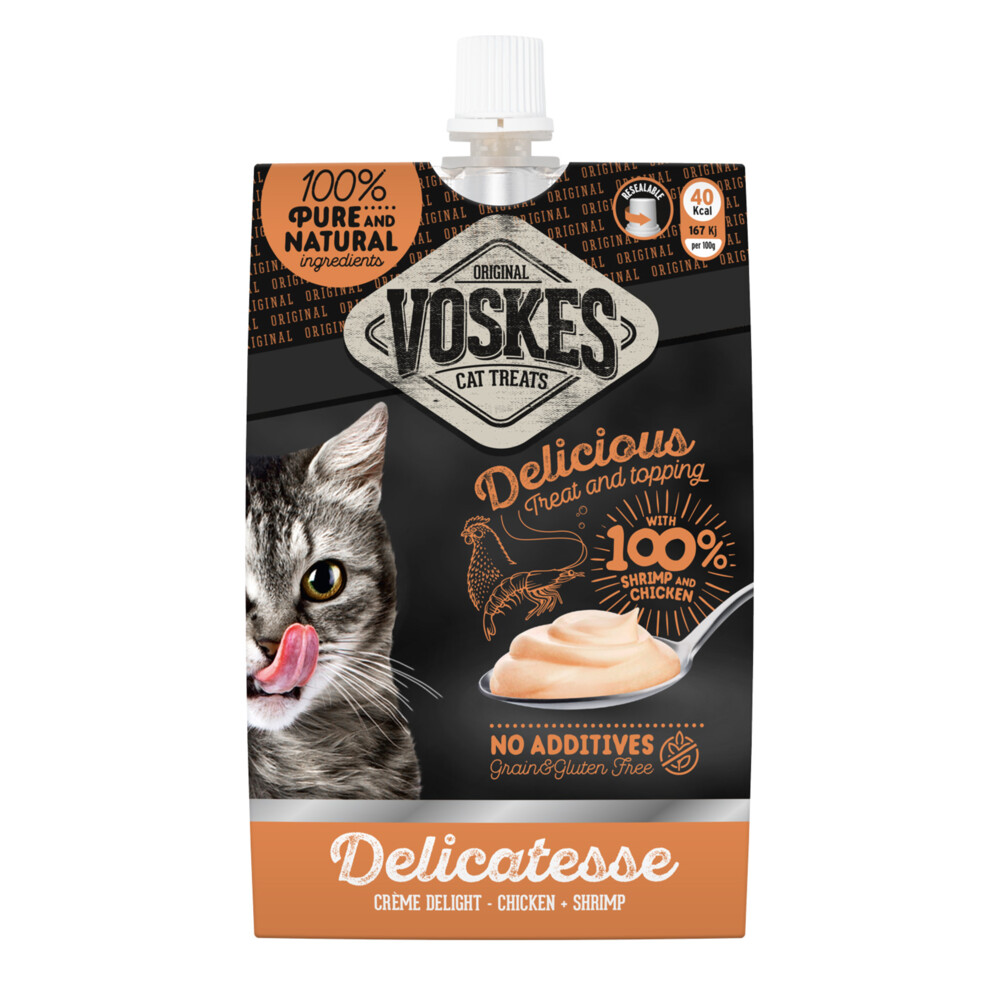 100%
PURE AND
NATURAL
ingredients
RESEALABLE
40
Kcal
167 Kj
per 100g
ORIGINAL
VOSKES
CAT TREATS
Delicious
Treat and topping
WITH
100%
SHRIMP AND
CHICKEN
NO ADDITIVES
Grain&Gluten Free
Delicatesse
CRÈME DELIGHT - CHICKEN + SHRIMP